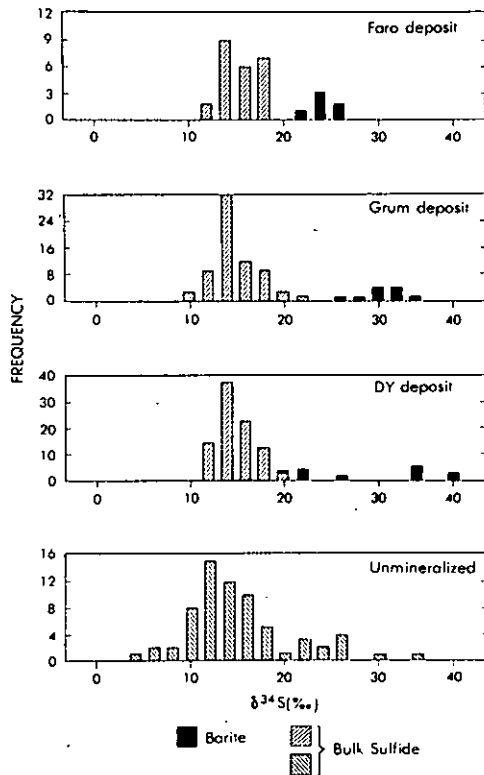 Faro deposit
12
9
6
3
0
0 10 20 30 40
Grum deposit
32
24
16
8
0
0 10 20 30 40
FREQUENCY
DY deposit
40
30
20
10
0
0 10 20 30 40
Unmineralized
16
12
8
4
0
0 10 20 30 40
δ³⁴S(‰)
Barite
Bulk Sulfide